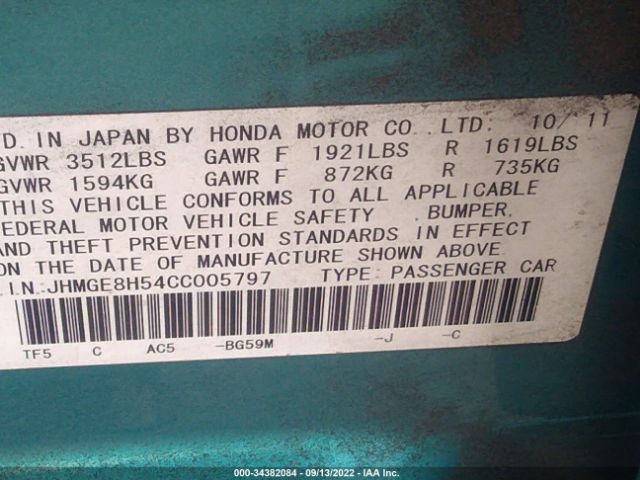 TD. IN JAPAN BY HONDA MOTOR CO. LTD: 10/11
GVWR 3512LBS GAWR F 1921LBS R 1619LBS
GVWR 1594KG GAWR F 872KG R 735KG
THIS VEHICLE CONFORMS TO ALL APPLICABLE
FEDERAL MOTOR VEHICLE SAFETY , BUMPER,
AND THEFT PREVENTION STANDARDS IN EFFECT
ON THE DATE OF MANUFACTURE SHOWN ABOVE.
.I.N:JHMGE8H54CC005797 TYPE: PASSENGER CAR
TF5 C AC5 -BG59M -J -C
000-34382084 - 09/13/2022 - IAA Inc.